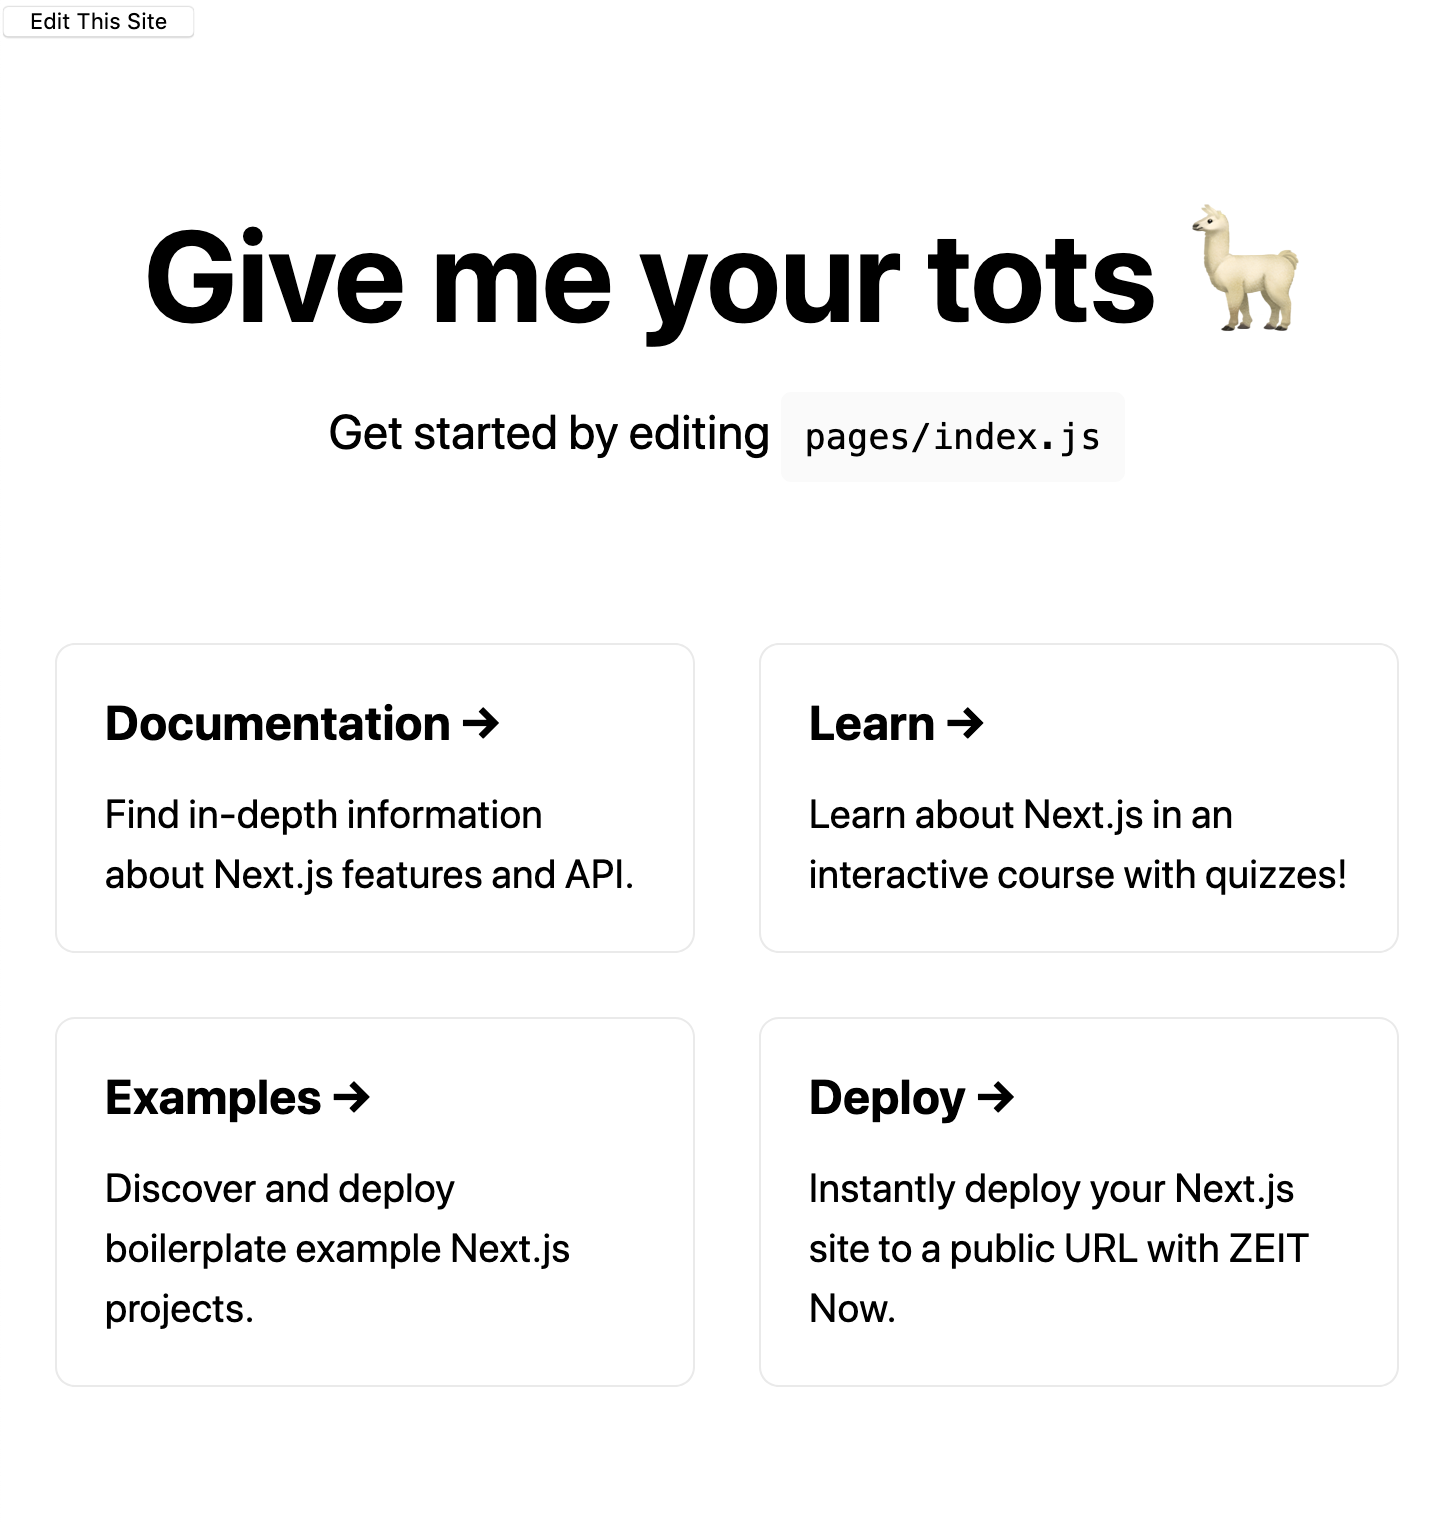 Edit This Site
Give me your tots 🦙
Get started by editing pages/index.js
Documentation →
Find in-depth information
about Next.js features and API.
Learn →
Learn about Next.js in an
interactive course with quizzes!
Examples →
Discover and deploy
boilerplate example Next.js
projects.
Deploy →
Instantly deploy your Next.js
site to a public URL with ZEIT
Now.